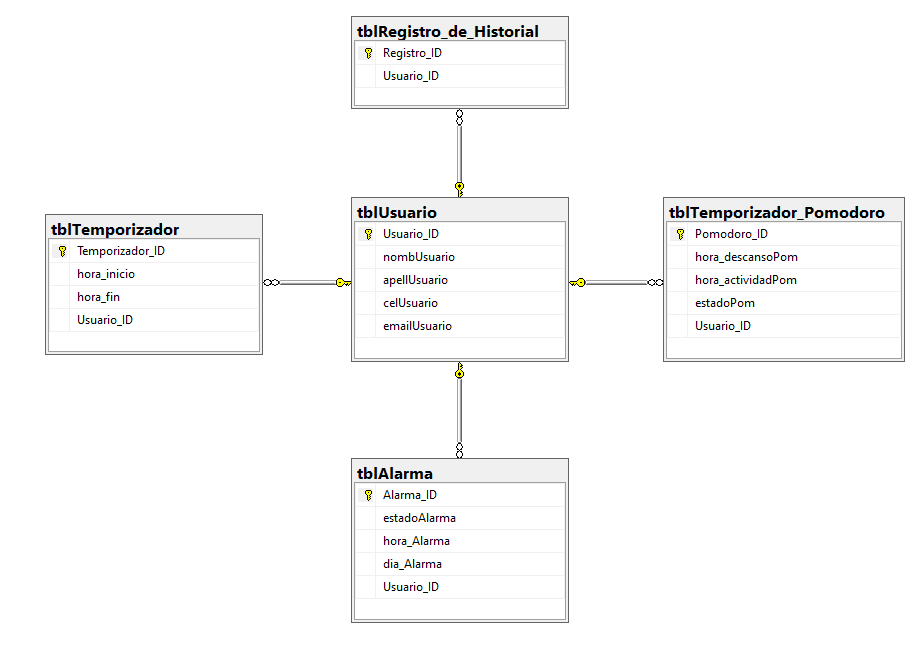 tblRegistro_de_Historial
Registro_ID
Usuario_ID
tblTemporizador
Temporizador_ID
hora_inicio
hora_fin
Usuario_ID
tblUsuario
Usuario_ID
nombUsuario
apellUsuario
celUsuario
emailUsuario
tblTemporizador_Pomodoro
Pomodoro_ID
hora_descansoPom
hora_actividadPom
estadoPom
Usuario_ID
tblAlarma
Alarma_ID
estadoAlarma
hora_Alarma
dia_Alarma
Usuario_ID